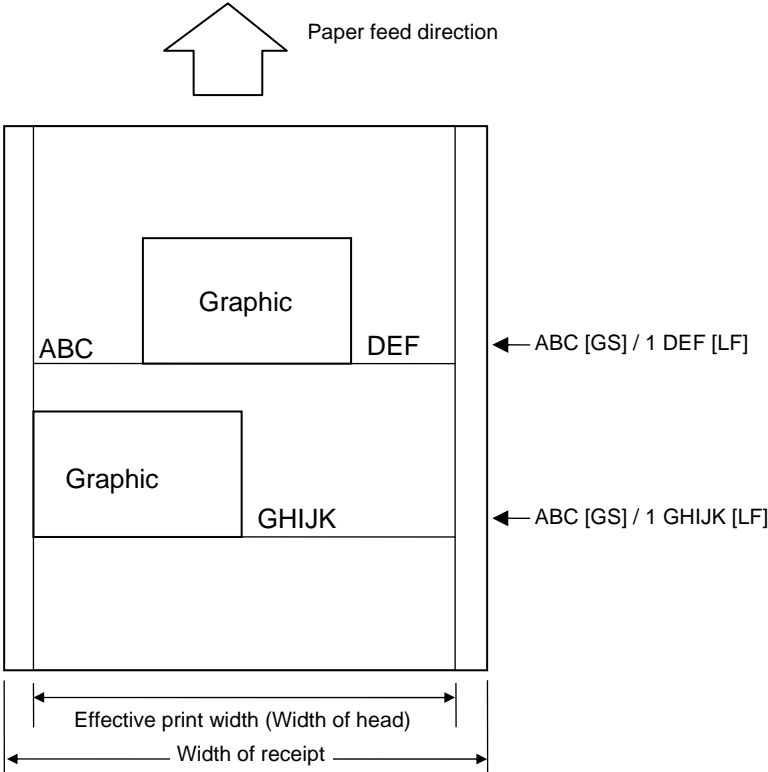 Paper feed direction
Graphic
ABC
DEF
ABC [GS] / 1 DEF [LF]
Graphic
GHIJK
ABC [GS] / 1 GHIJK [LF]
Effective print width (Width of head)
Width of receipt